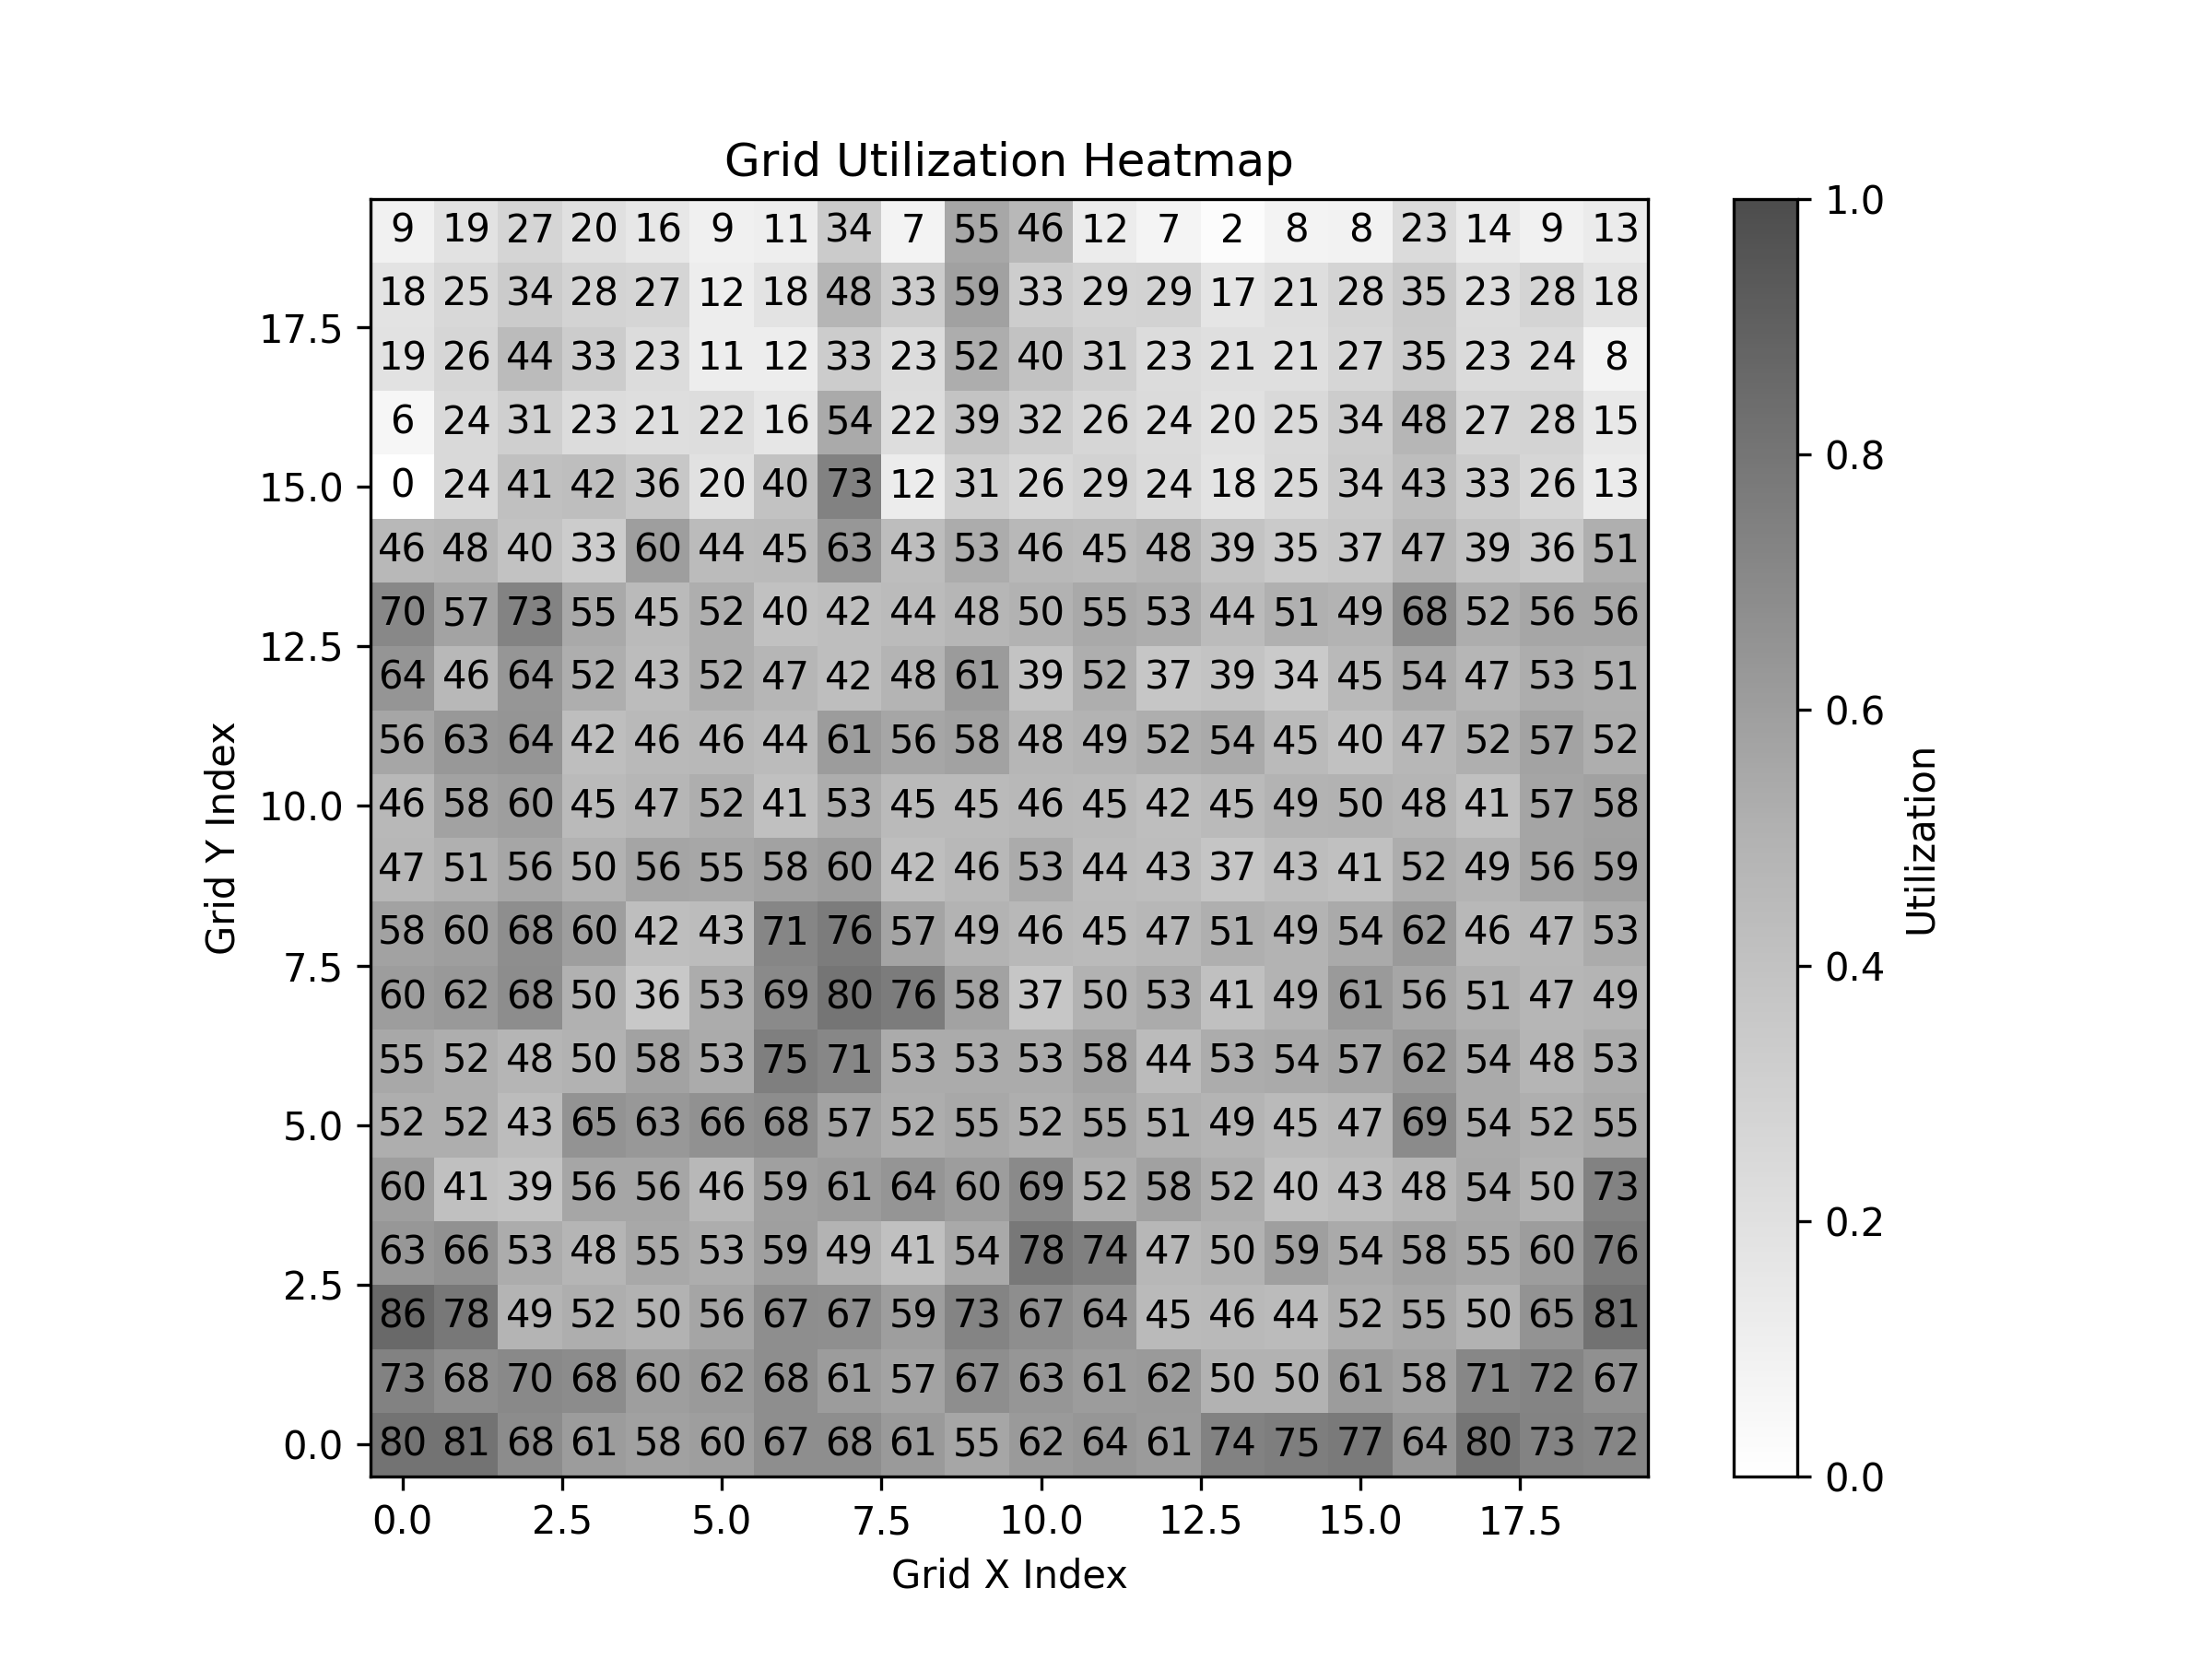 Grid Utilization Heatmap
9 19 27 20 16 9 11 34 7 55 46 12 7 2 8 8 23 14 9 13
18 25 34 28 27 12 18 48 33 59 33 29 29 17 21 28 35 23 28 18
19 26 44 33 23 11 12 33 23 52 40 31 23 21 21 27 35 23 24 8
6 24 31 23 21 22 16 54 22 39 32 26 24 20 25 34 48 27 28 15
0 24 41 42 36 20 40 73 12 31 26 29 24 18 25 34 43 33 26 13
46 48 40 33 60 44 45 63 43 53 46 45 48 39 35 37 47 39 36 51
70 57 73 55 45 52 40 42 44 48 50 55 53 44 51 49 68 52 56 56
64 46 64 52 43 52 47 42 48 61 39 52 37 39 34 45 54 47 53 51
56 63 64 42 46 46 44 61 56 58 48 49 52 54 45 40 47 52 57 52
46 58 60 45 47 52 41 53 45 45 46 45 42 45 49 50 48 41 57 58
47 51 56 50 56 55 58 60 42 46 53 44 43 37 43 41 52 49 56 59
58 60 68 60 42 43 71 76 57 49 46 45 47 51 49 54 62 46 47 53
60 62 68 50 36 53 69 80 76 58 37 50 53 41 49 61 56 51 47 49
55 52 48 50 58 53 75 71 53 53 53 58 44 53 54 57 62 54 48 53
52 52 43 65 63 66 68 57 52 55 52 55 51 49 45 47 69 54 52 55
60 41 39 56 56 46 59 61 64 60 69 52 58 52 40 43 48 54 50 73
63 66 53 48 55 53 59 49 41 54 78 74 47 50 59 54 58 55 60 76
86 78 49 52 50 56 67 67 59 73 67 64 45 46 44 52 55 50 65 81
73 68 70 68 60 62 68 61 57 67 63 61 62 50 50 61 58 71 72 67
80 81 68 61 58 60 67 68 61 55 62 64 61 74 75 77 64 80 73 72
17.5
15.0
12.5
10.0
7.5
5.0
2.5
0.0
Grid Y Index
0.0 2.5 5.0 7.5 10.0 12.5 15.0 17.5
Grid X Index
1.0
0.8
0.6
0.4
0.2
0.0
Utilization